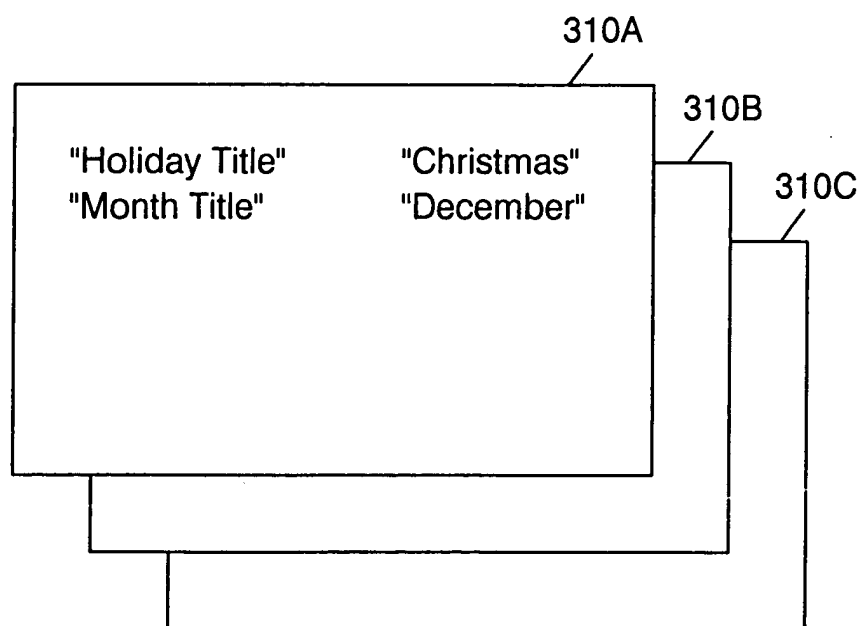 310A
310B
310C
"Holiday Title" "Christmas"
"Month Title" "December"